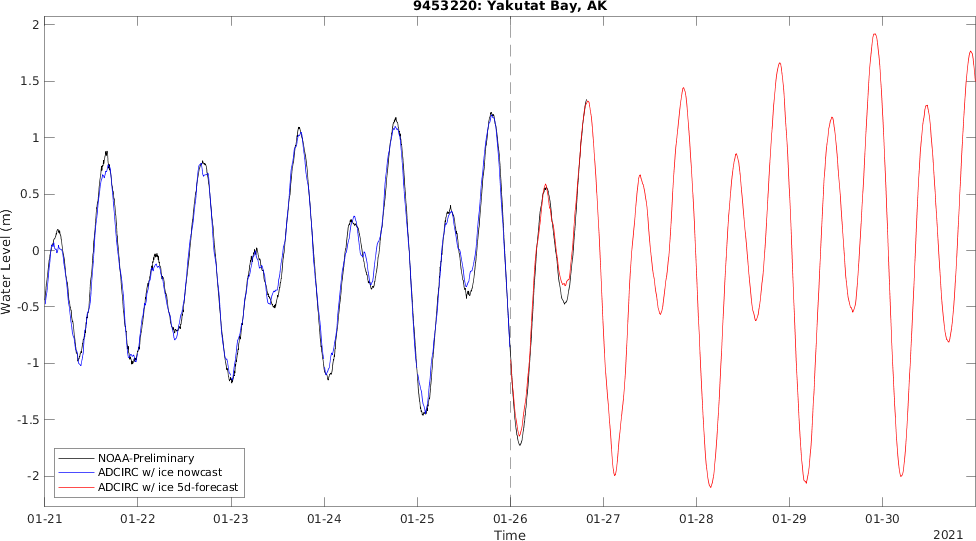 9453220: Yakutat Bay, AK
2
1.5
1
0.5
0
-0.5
-1
-1.5
-2
Water Level (m)
NOAA-Preliminary
ADCIRC w/ ice nowcast
ADCIRC w/ ice 5d-forecast
01-21 01-22 01-23 01-24 01-25 01-26 01-27 01-28 01-29 01-30
Time
2021